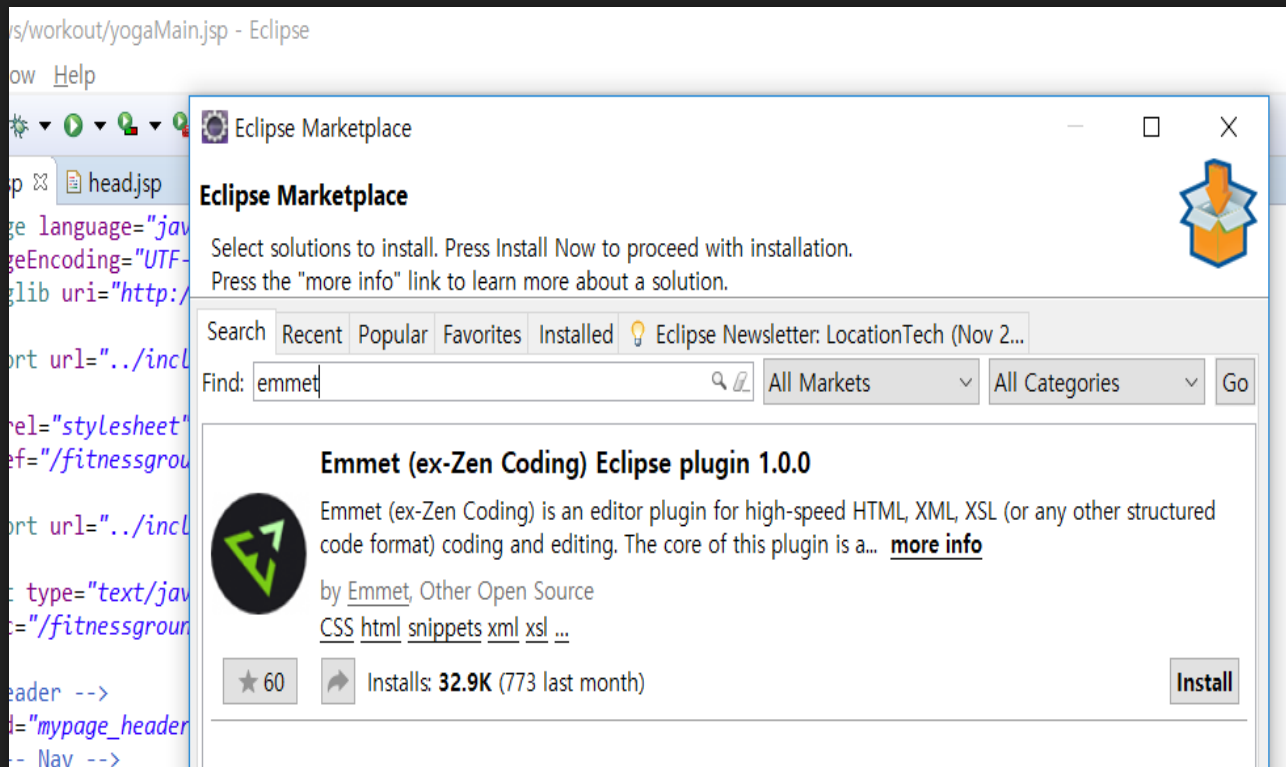 vs/workout/yogaMain.jsp - Eclipse
ow Help
Eclipse Marketplace
sp head.jsp
Eclipse Marketplace
Select solutions to install. Press Install Now to proceed with installation.
Press the "more info" link to learn more about a solution.
Search Recent Popular Favorites Installed Eclipse Newsletter: LocationTech (Nov 2...
Find: emmet All Markets All Categories Go
Emmet (ex-Zen Coding) Eclipse plugin 1.0.0
Emmet (ex-Zen Coding) is an editor plugin for high-speed HTML, XML, XSL (or any other structured
code format) coding and editing. The core of this plugin is a... more info
by Emmet, Other Open Source
CSS html snippets xml xsl ...
60 Installs: 32.9K (773 last month) Install
ge language="jav
geEncoding="UTF-
glib uri="http:/
ort url="../incl
rel="stylesheet"
ef="/fitnessgrou
ort url="../incl
t type="text/jav
c="/fitnessgroun
eader -->
d="mypage_header
-- Nav -->